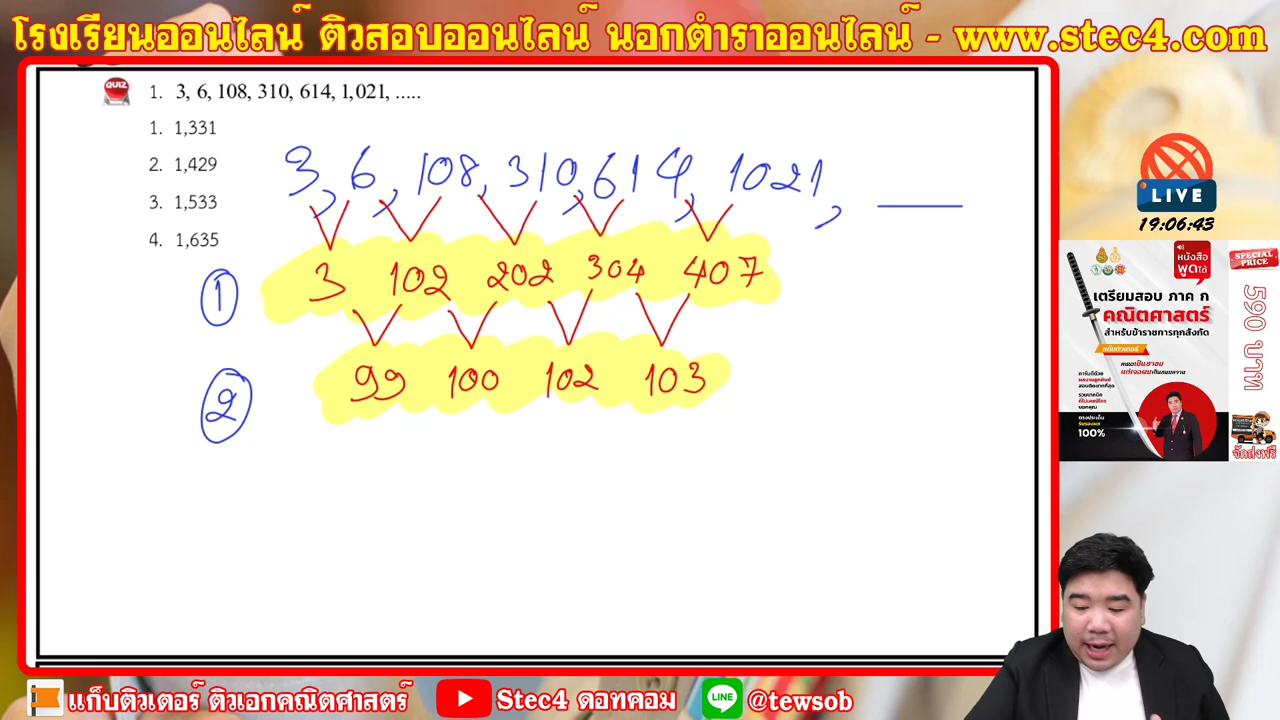 โรงเรียนออนไลน์ ติวสอบออนไลน์ นอกตำราออนไลน์ - www.stec4.com
QUIZ
1. 3, 6, 108, 310, 614, 1,021, .....
1. 1,331
2. 1,429
3. 1,533
4. 1,635
3, 6, 108, 310, 614, 1021, ____
1 3 102 202 304 407
2 99 100 102 103
LIVE
19:06:43
หนังสือ
พูดได้
SPECIAL
PRICE
เตรียมสอบ ภาค ก
คณิตศาสตร์
สำหรับข้าราชการทุกสังกัด
590 บาท
100%
จัดส่งฟรี
แก็บติวเตอร์ ติวเอกคณิตศาสตร์
Stec4 ดอทคอม
LINE
@tewsob